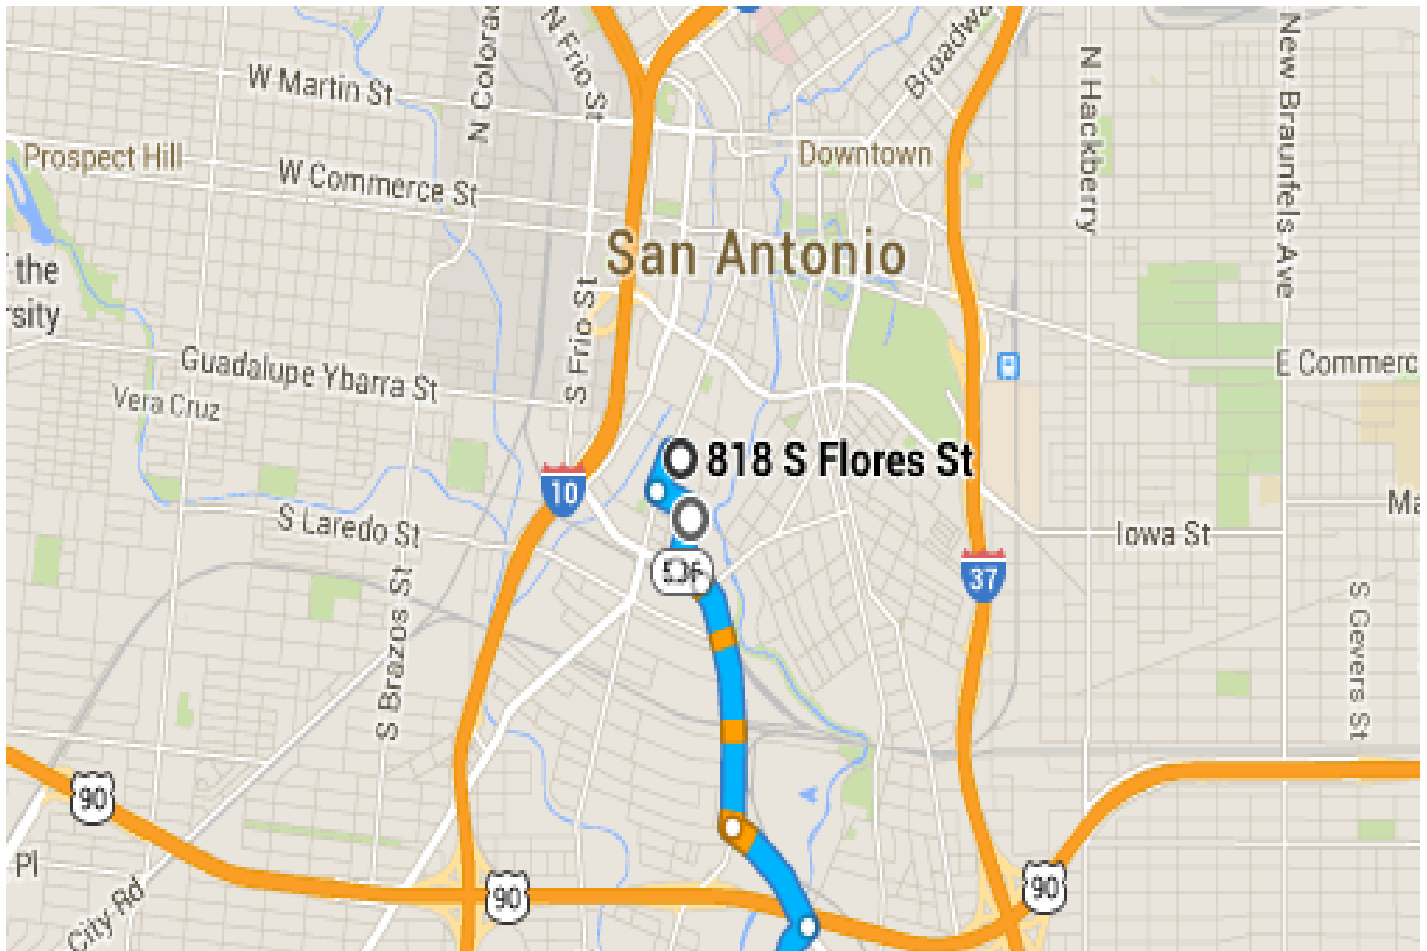 N Colorad
N Frio St
Broadwa
W Martin St
N Hackberry
New Braunfels Ave
Prospect Hill
Downtown
W Commerce St
San Antonio
the
rsity
S Frio St
Guadalupe Ybarra St
E Commerc
Vera Cruz
818 S Flores St
10
Ma
S Laredo St
Iowa St
37
S Brazos St
S Gevers St
90
Pl
90
90
City Rd